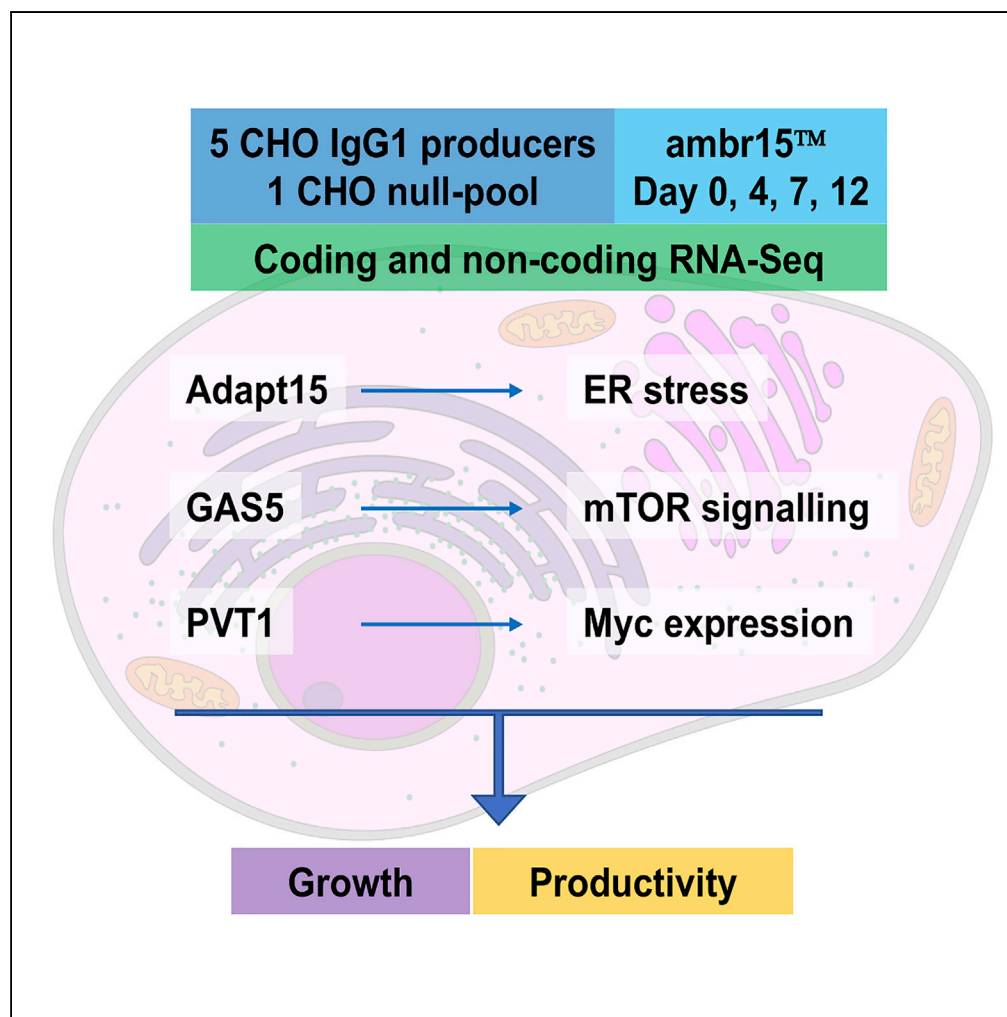 5 CHO IgG1 producers
1 CHO null-pool
ambr15™
Day 0, 4, 7, 12
Coding and non-coding RNA-Seq
Adapt15
ER stress
GAS5
mTOR signalling
PVT1
Myc expression
Growth
Productivity